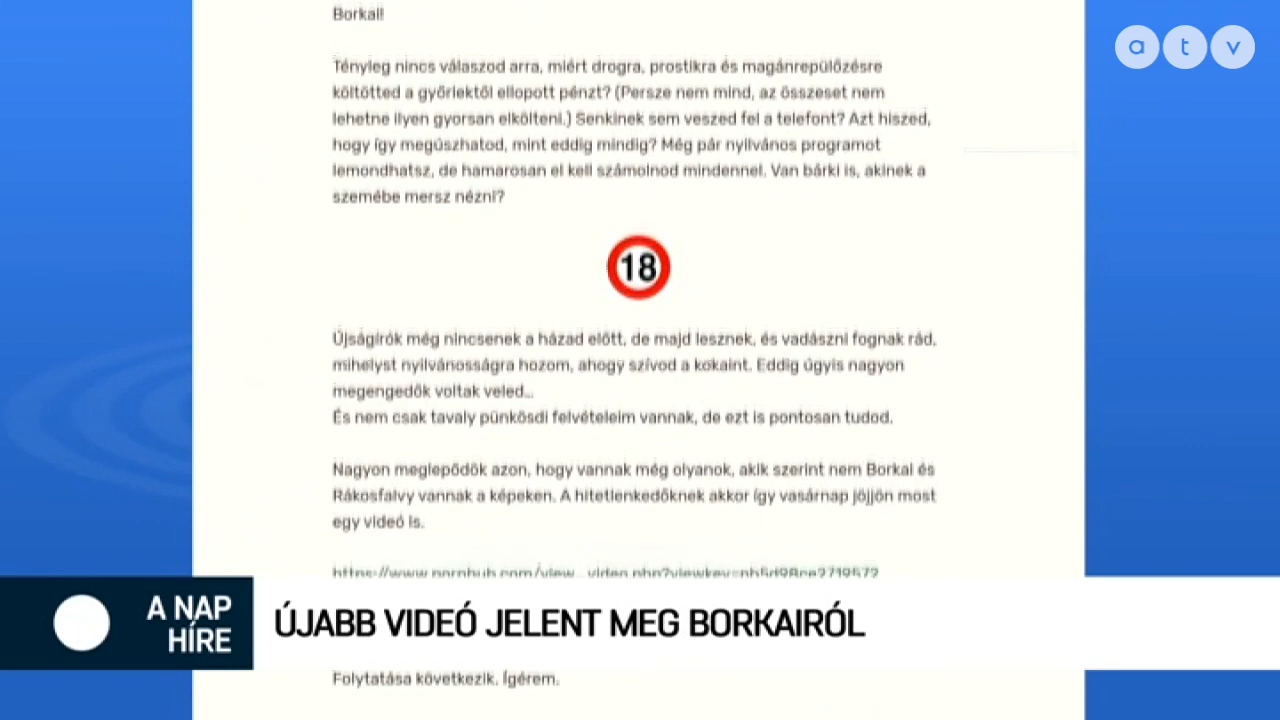 Borkai!
Tényleg nincs válaszod arra, miért drogra, prostikra és magánrepülőzésre
költötted a győriektől ellopott pénzt? (Persze nem mind, az összeset nem
lehetne ilyen gyorsan elkölteni.) Senkinek sem veszed fel a telefont? Azt hiszed,
hogy így megúszhatod, mint eddig mindig? Még pár nyilvános programot
lemondhatsz, de hamarosan el kell számolnod mindennel. Van bárki is, akinek a
szemébe mersz nézni?
18
Újságírók még nincsenek a házad előtt, de majd lesznek, és vadászni fognak rád,
mihelyst nyilvánosságra hozom, ahogy szívod a kokaint. Eddig úgyis nagyon
megengedők voltak veled...
És nem csak tavaly pünkösdi felvételeim vannak, de ezt is pontosan tudod.
Nagyon meglepődök azon, hogy vannak még olyanok, akik szerint nem Borkai és
Rákosfalvy vannak a képeken. A hitetlenkedőknek akkor így vasárnap jöjjön most
egy videó is.
A NAP
HÍRE
ÚJABB VIDEÓ JELENT MEG BORKAIRÓL
Folytatása következik. Ígérem.
atv